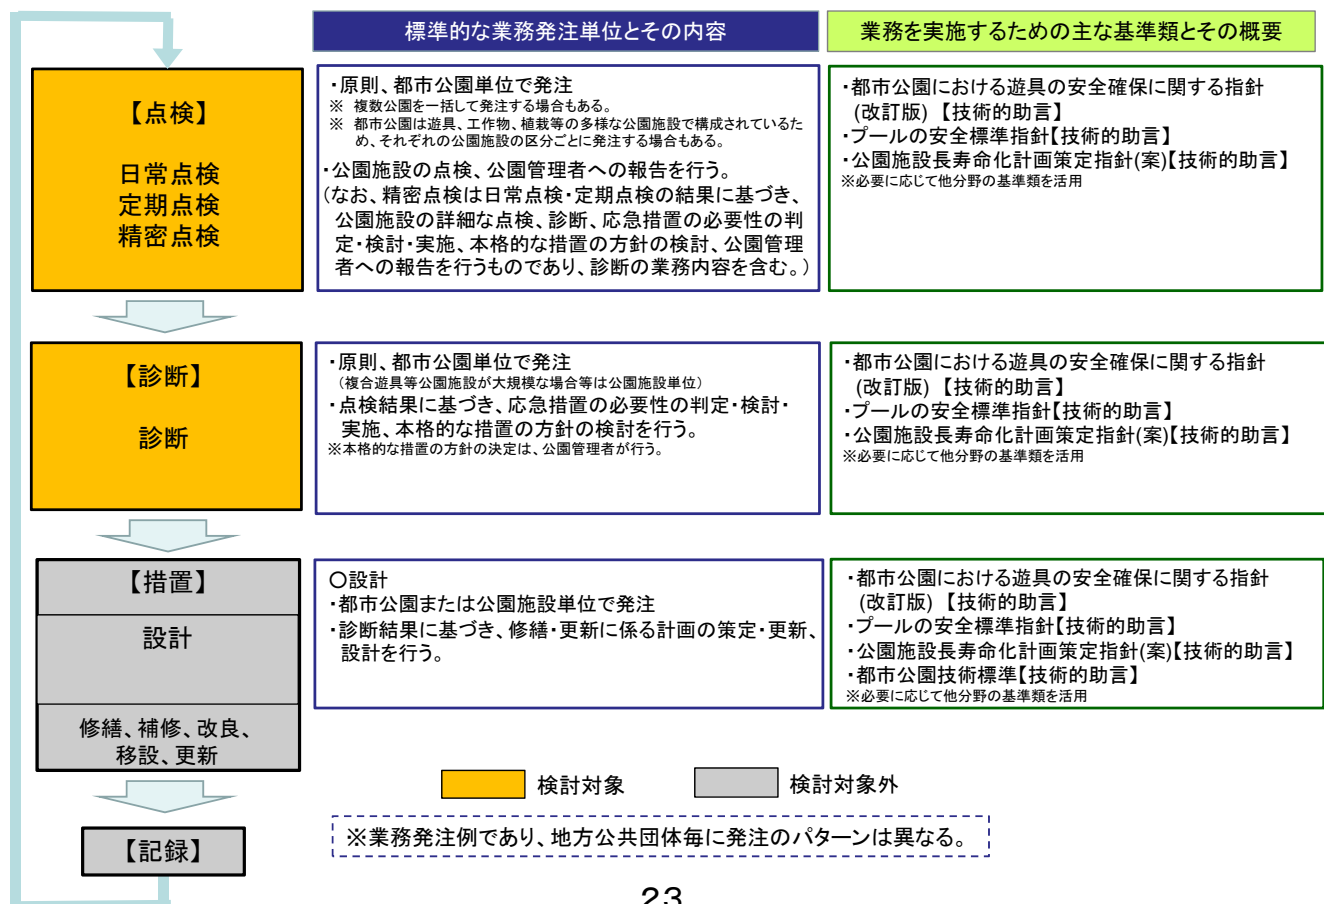 標準的な業務発注単位とその内容
業務を実施するための主な基準類とその概要
【点検】
日常点検
定期点検
精密点検
・原則、都市公園単位で発注
※ 複数公園を一括して発注する場合もある。
※ 都市公園は遊具、工作物、植栽等の多様な公園施設で構成されているた
め、それぞれの公園施設の区分ごとに発注する場合もある。
・公園施設の点検、公園管理者への報告を行う。
(なお、精密点検は日常点検・定期点検の結果に基づき、
公園施設の詳細な点検、診断、応急措置の必要性の判
定・検討・実施、本格的な措置の方針の検討、公園管理
者への報告を行うものであり、診断の業務内容を含む。)
・都市公園における遊具の安全確保に関する指針
(改訂版) 【技術的助言】
・プールの安全標準指針【技術的助言】
・公園施設長寿命化計画策定指針(案)【技術的助言】
※必要に応じて他分野の基準類を活用
【診断】
診断
・原則、都市公園単位で発注
(複合遊具等公園施設が大規模な場合等は公園施設単位)
・点検結果に基づき、応急措置の必要性の判定・検討・
実施、本格的な措置の方針の検討を行う。
※本格的な措置の方針の決定は、公園管理者が行う。
・都市公園における遊具の安全確保に関する指針
(改訂版) 【技術的助言】
・プールの安全標準指針【技術的助言】
・公園施設長寿命化計画策定指針(案)【技術的助言】
※必要に応じて他分野の基準類を活用
【措置】
設計
修繕、補修、改良、
移設、更新
〇設計
・都市公園または公園施設単位で発注
・診断結果に基づき、修繕・更新に係る計画の策定・更新、
設計を行う。
・都市公園における遊具の安全確保に関する指針
(改訂版) 【技術的助言】
・プールの安全標準指針【技術的助言】
・公園施設長寿命化計画策定指針(案)【技術的助言】
・都市公園技術標準【技術的助言】
※必要に応じて他分野の基準類を活用
検討対象
検討対象外
※業務発注例であり、地方公共団体毎に発注のパターンは異なる。
【記録】
23